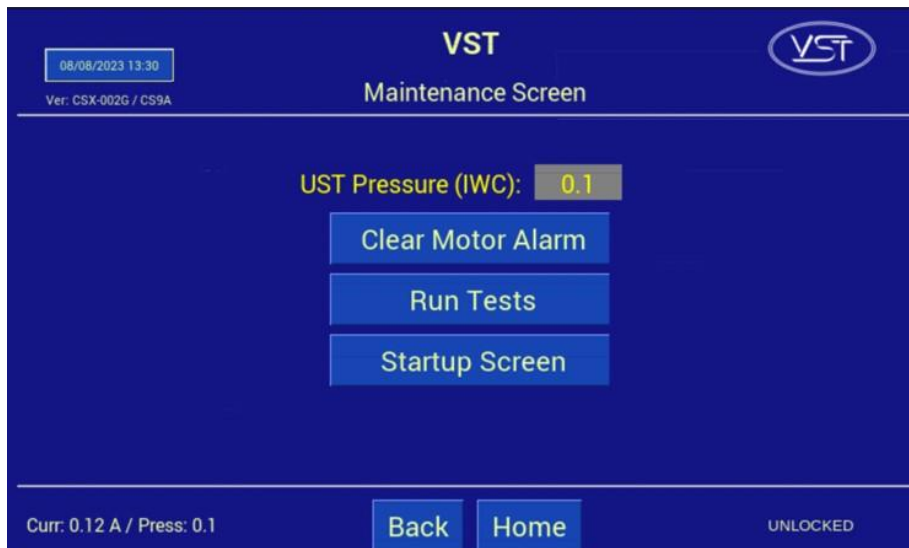 08/08/2023 13:30
Ver: CSX-002G / CS9A
VST
Maintenance Screen
VST
UST Pressure (IWC): 0.1
Clear Motor Alarm
Run Tests
Startup Screen
Curr: 0.12 A / Press: 0.1
Back
Home
UNLOCKED